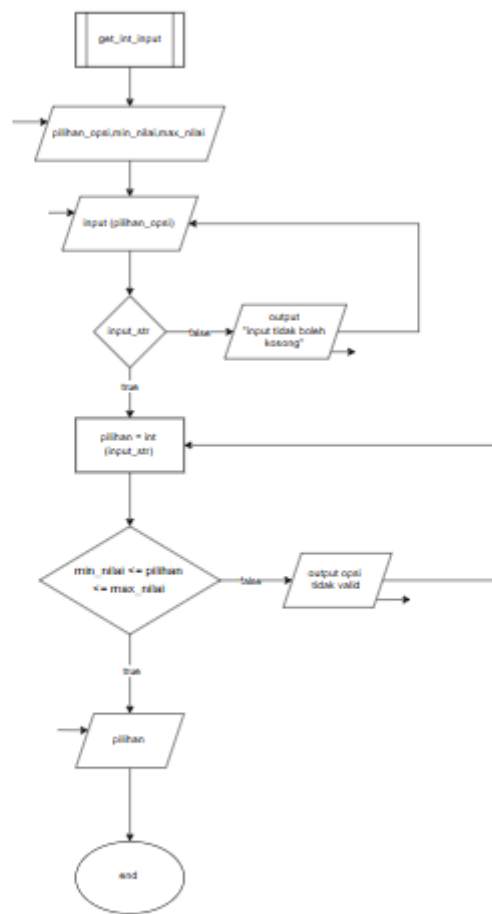 get_int_input
pilihan_opsi,min_nilai,max_nilai
input (pilihan_opsi)
input_str
false
output
"input tidak boleh
kosong"
true
pilihan = int
(input_str)
min_nilai <= pilihan
<= max_nilai
false
output opsi
tidak valid
true
pilihan
end